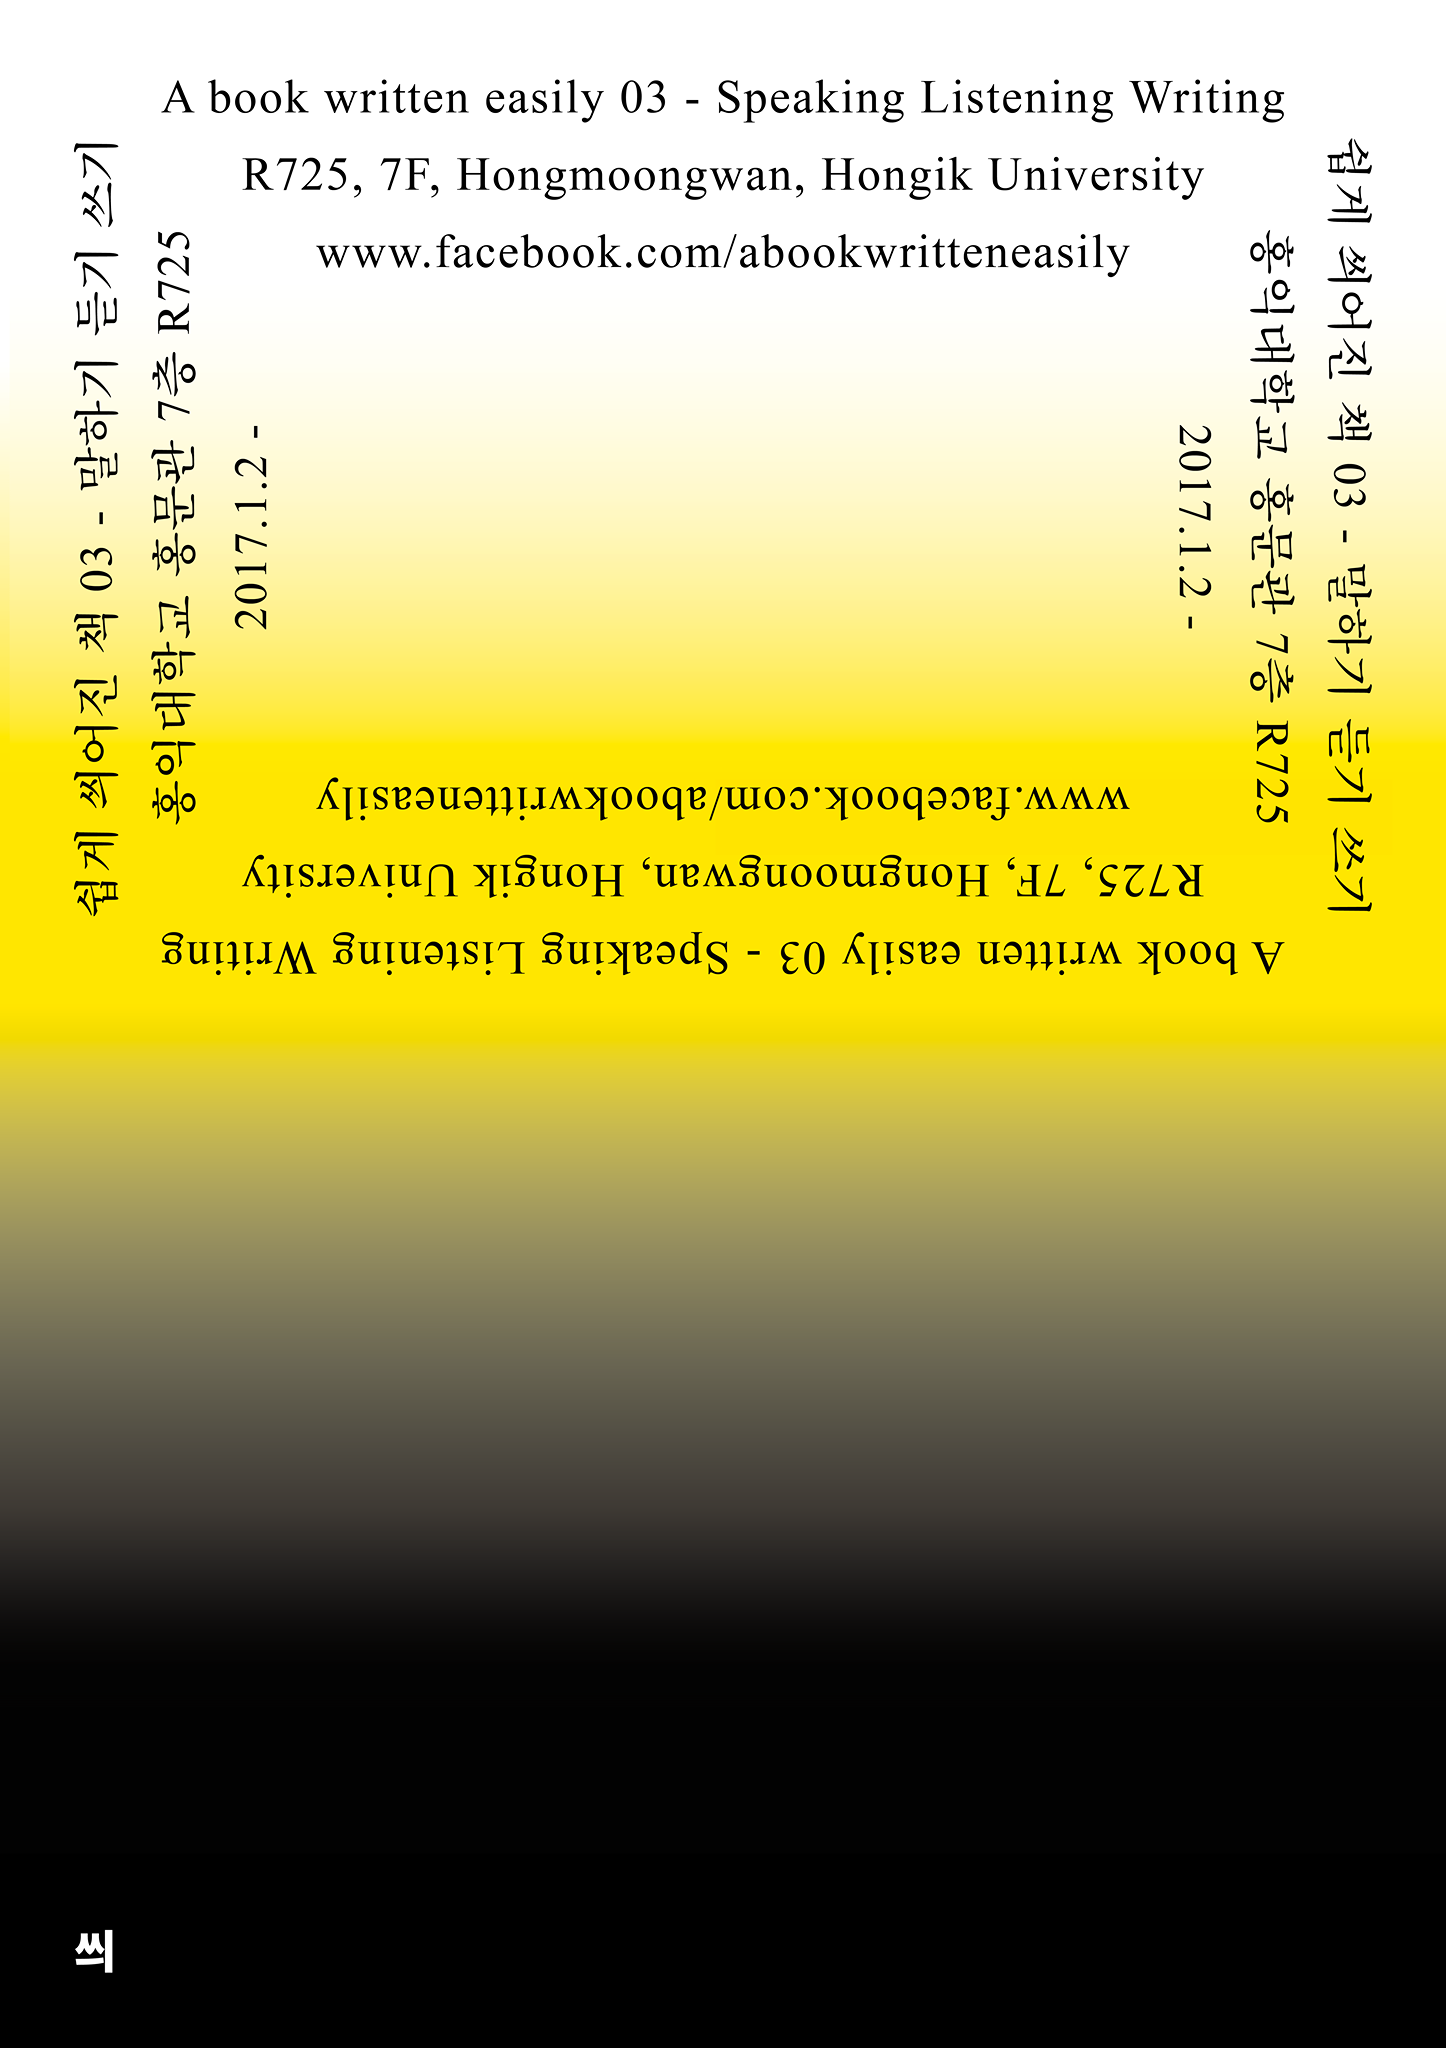 A book written easily 03 - Speaking Listening Writing
R725, 7F, Hongmoongwan, Hongik University
www.facebook.com/abookwritteneasily
쉽게 씌어진 책 03 - 말하기 듣기 쓰기
홍익대학교 홍문관 7층 R725
2017.1.2 -
쉽게 씌어진 책 03 - 말하기 듣기 쓰기
홍익대학교 홍문관 7층 R725
2017.1.2 -
A book written easily 03 - Speaking Listening Writing
R725, 7F, Hongmoongwan, Hongik University
www.facebook.com/abookwritteneasily
씌